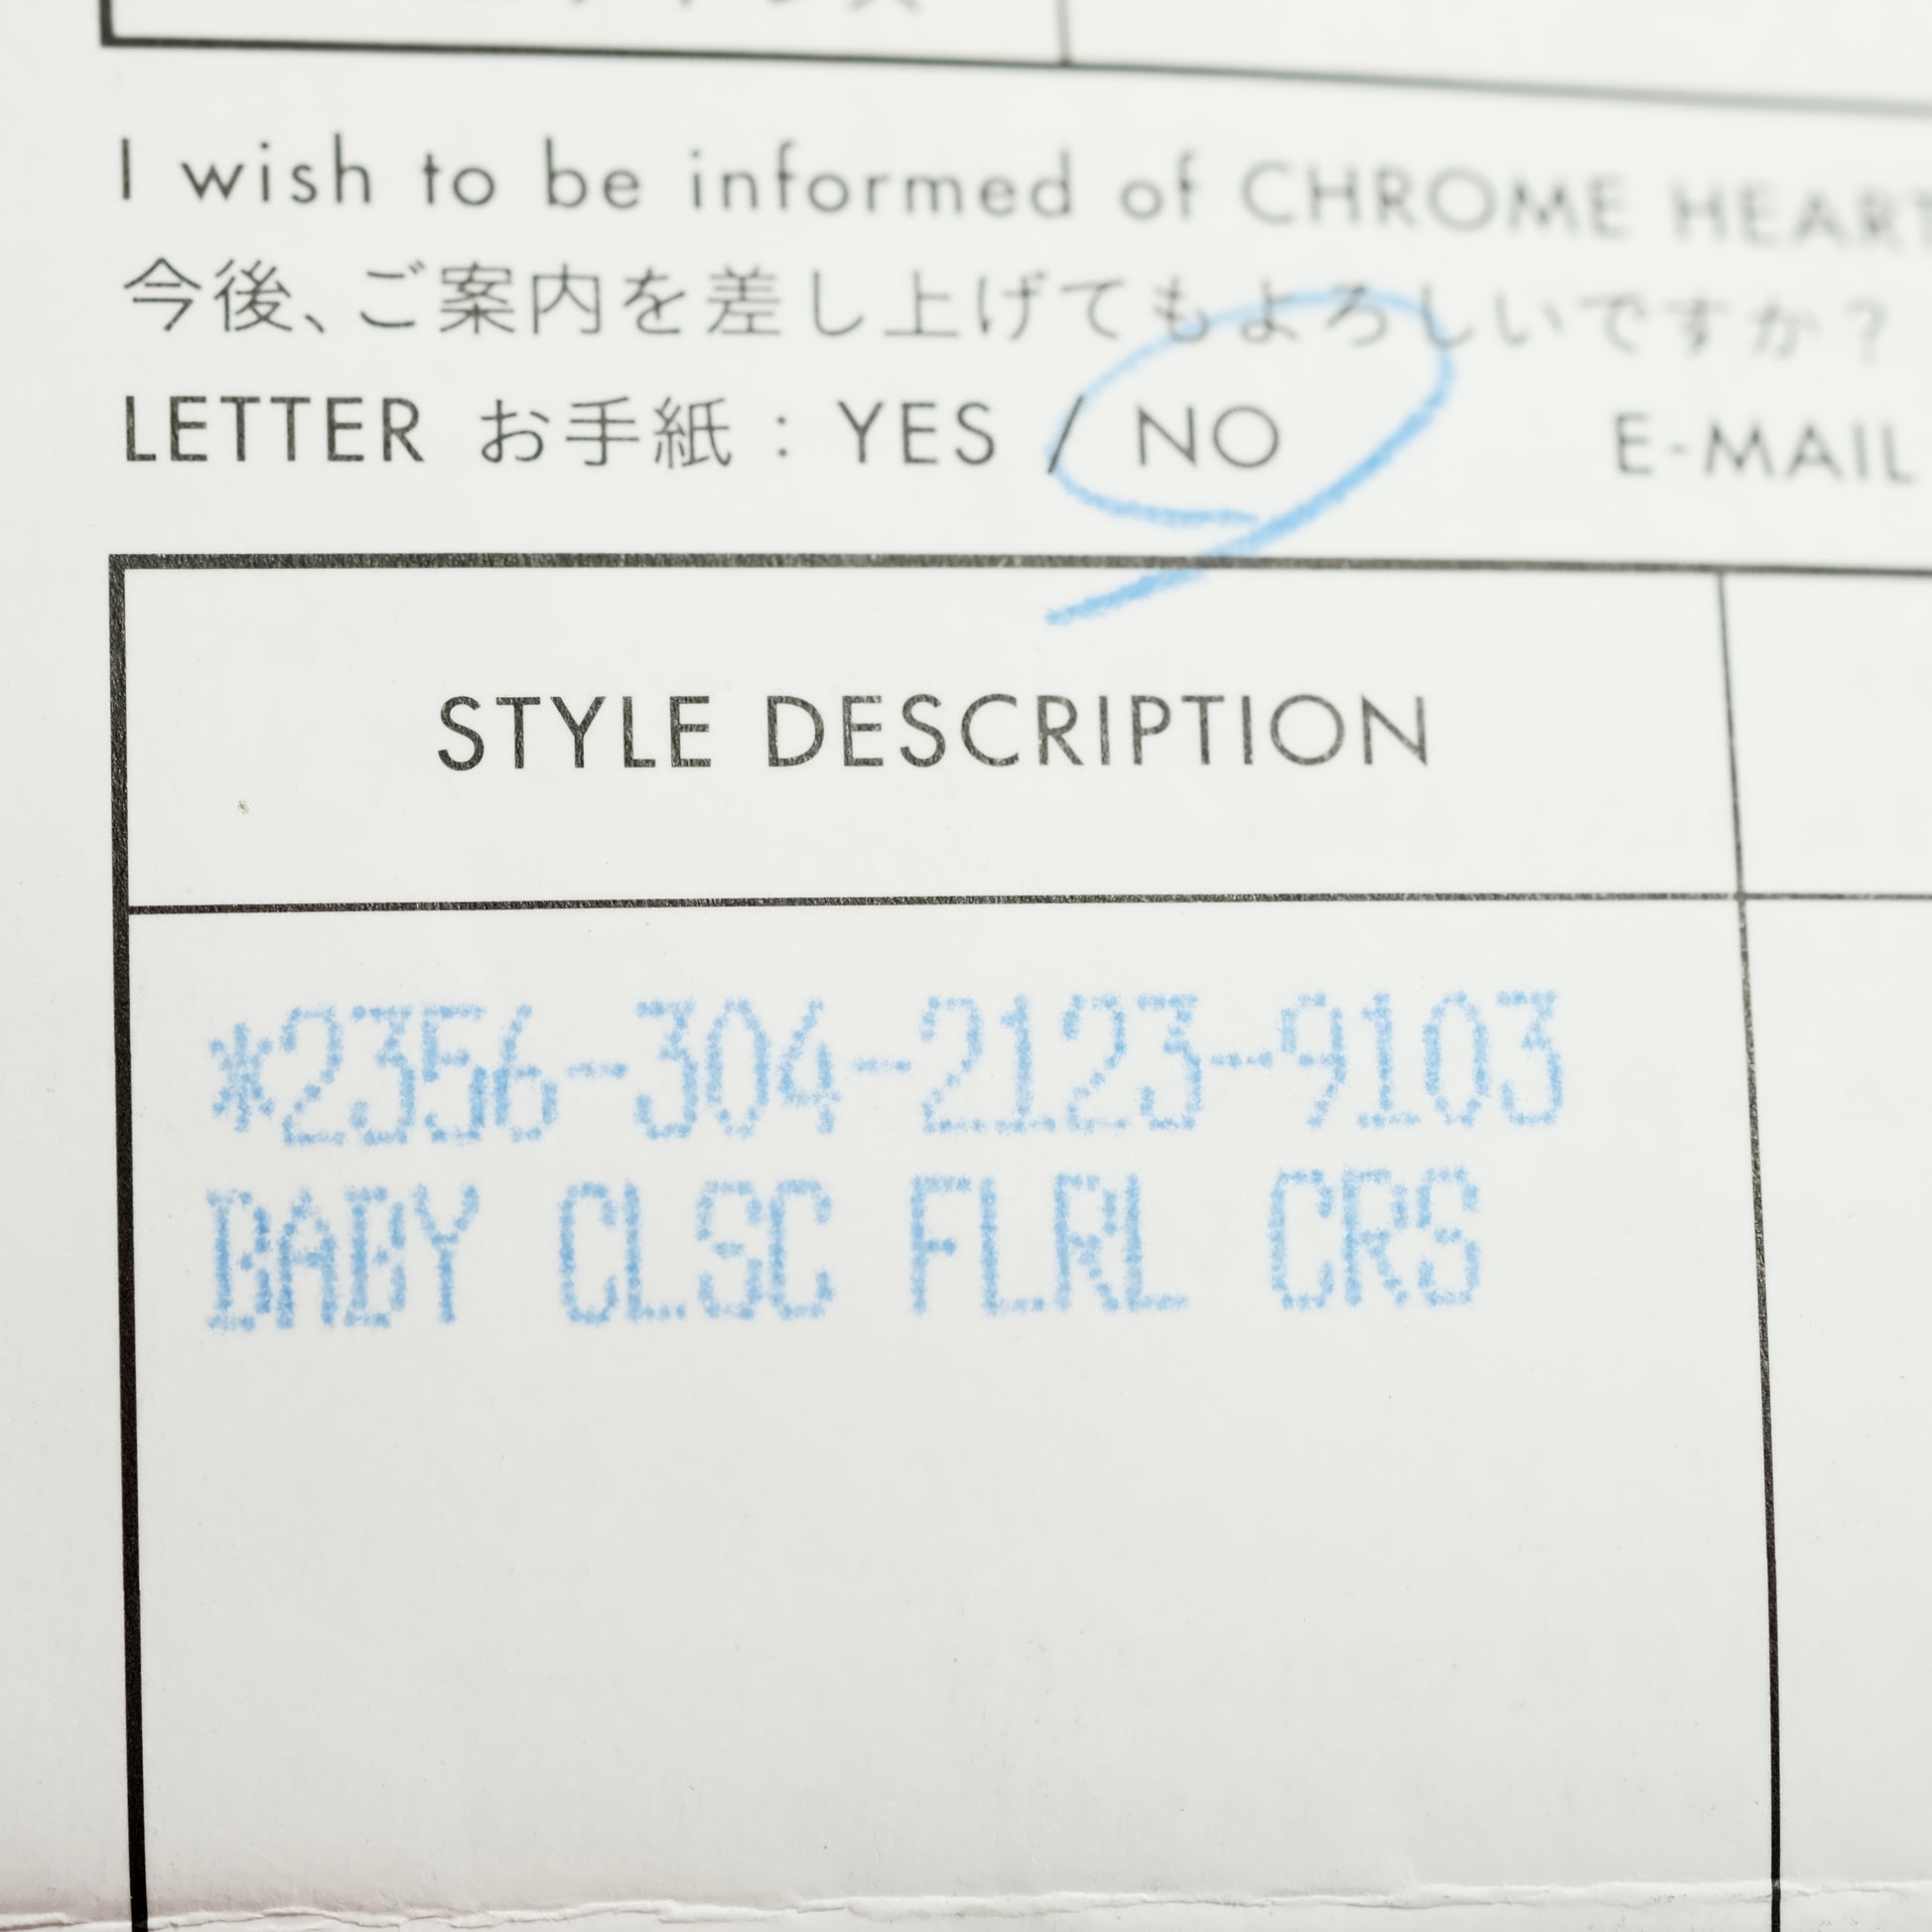 I wish to be informed of CHROME HEART
今後、ご案内を差し上げてもよろしいですか？
LETTER お手紙 : YES / NO E-MAIL
STYLE DESCRIPTION
*2356-304-2123-9103
BABY CLSC FLRL CRS